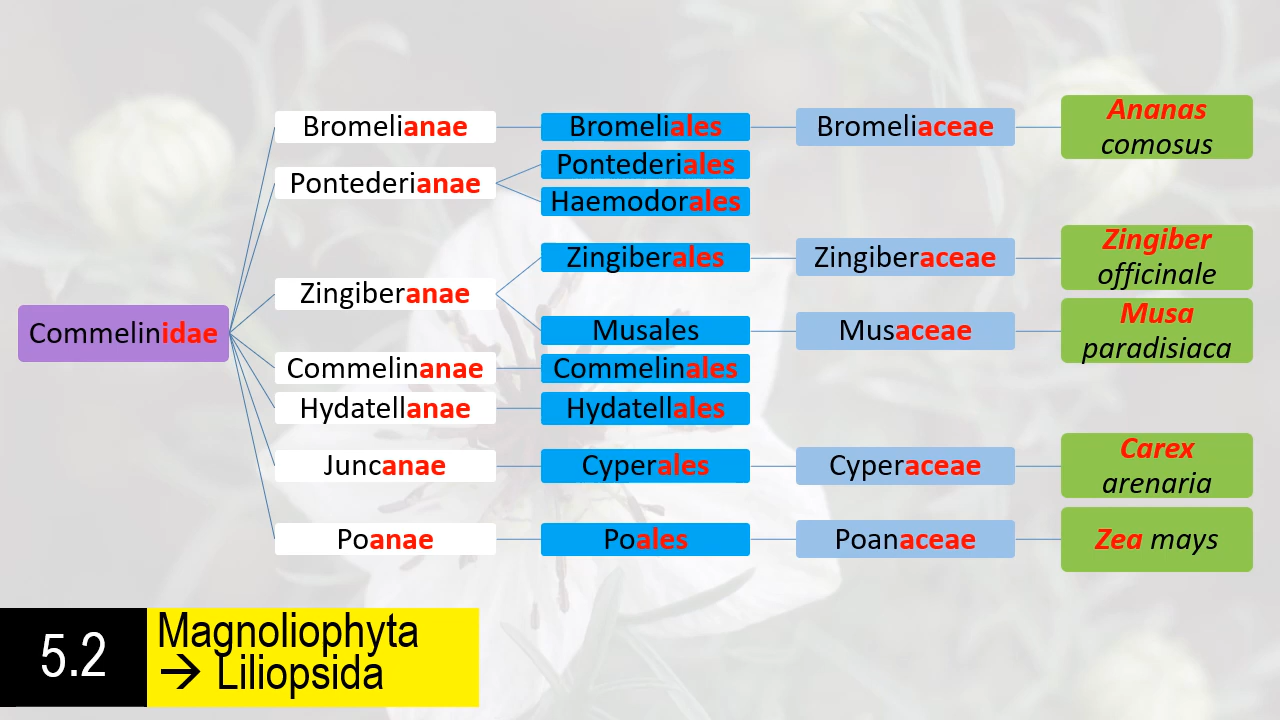 Bromelianae
Bromeliales
Bromeliaceae
Ananas
comosus
Pontederianae
Pontederiales
Haemodorales
Zingiberanae
Zingiberales
Zingiberaceae
Zingiber
officinale
Commelinidae
Musales
Musaceae
Musa
paradisiaca
Commelinanae
Commelinales
Hydatellanae
Hydatellales
Juncanae
Cyperales
Cyperaceae
Carex
arenaria
Poanae
Poales
Poanaceae
Zea mays
5.2
Magnoliophyta
→ Liliopsida